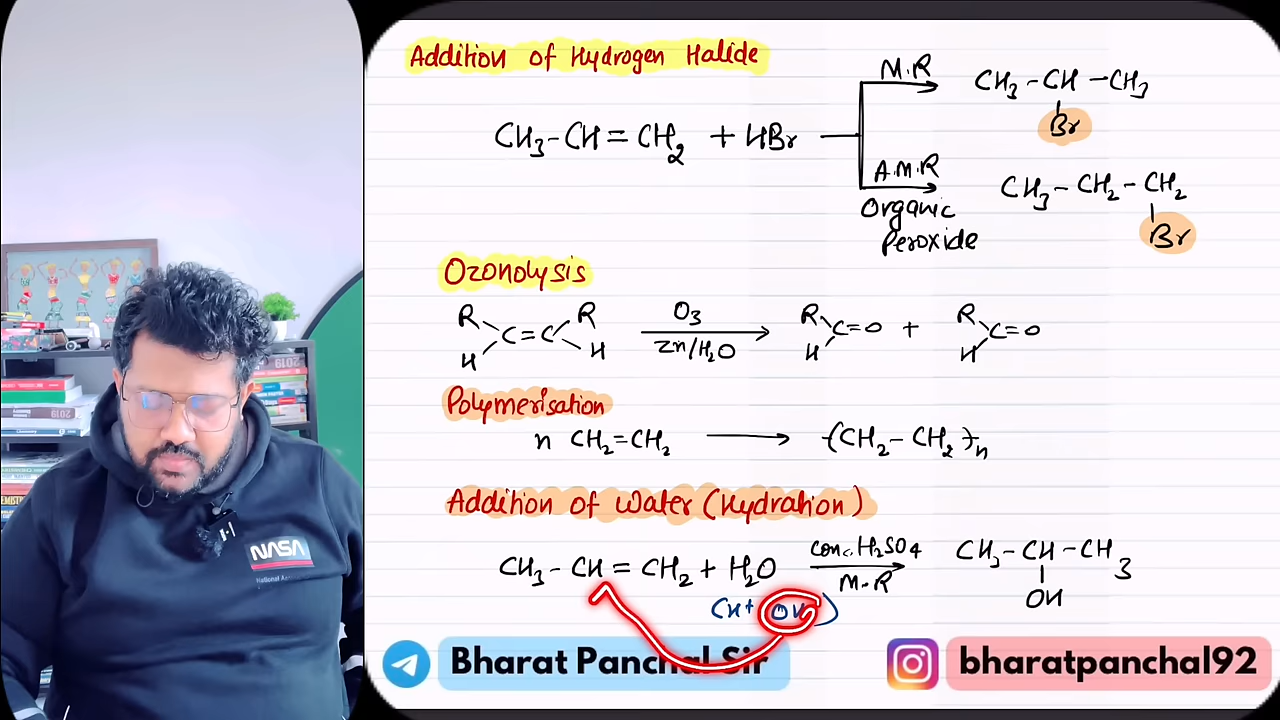 Addition of Hydrogen Halide
CH3-CH=CH2 + HBr
M.R
CH3-CH-CH3
Br
A.M.R
Organic
Peroxide
CH3-CH2-CH2
Br
Ozonolysis
R R
C=C
H H
O3
Zn/H2O
R
C=O
H
+
R
C=O
H
Polymerisation
n CH2=CH2 → (CH2-CH2)n
Addition of Water (Hydration)
CH3-CH=CH2+H2O
conc. H2SO4
M.R
CH3-CH-CH3
OH
(H+ OH )
Bharat Panchal Sir
bharatpanchal92
NASA
2019